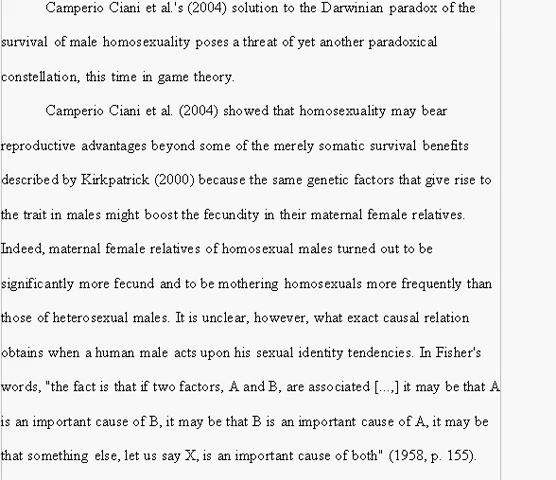 Camperio Ciani et al.'s (2004) solution to the Darwinian paradox of the
survival of male homosexuality poses a threat of yet another paradoxical
constellation, this time in game theory.
Camperio Ciani et al. (2004) showed that homosexuality may bear
reproductive advantages beyond some of the merely somatic survival benefits
described by Kirkpatrick (2000) because the same genetic factors that give rise to
the trait in males might boost the fecundity in their maternal female relatives.
Indeed, maternal female relatives of homosexual males turned out to be
significantly more fecund and to be mothering homosexuals more frequently than
those of heterosexual males. It is unclear, however, what exact causal relation
obtains when a human male acts upon his sexual identity tendencies. In Fisher's
words, "the fact is that if two factors, A and B, are associated [...,] it may be that A
is an important cause of B, it may be that B is an important cause of A, it may be
that something else, let us say X, is an important cause of both" (1958, p. 155).